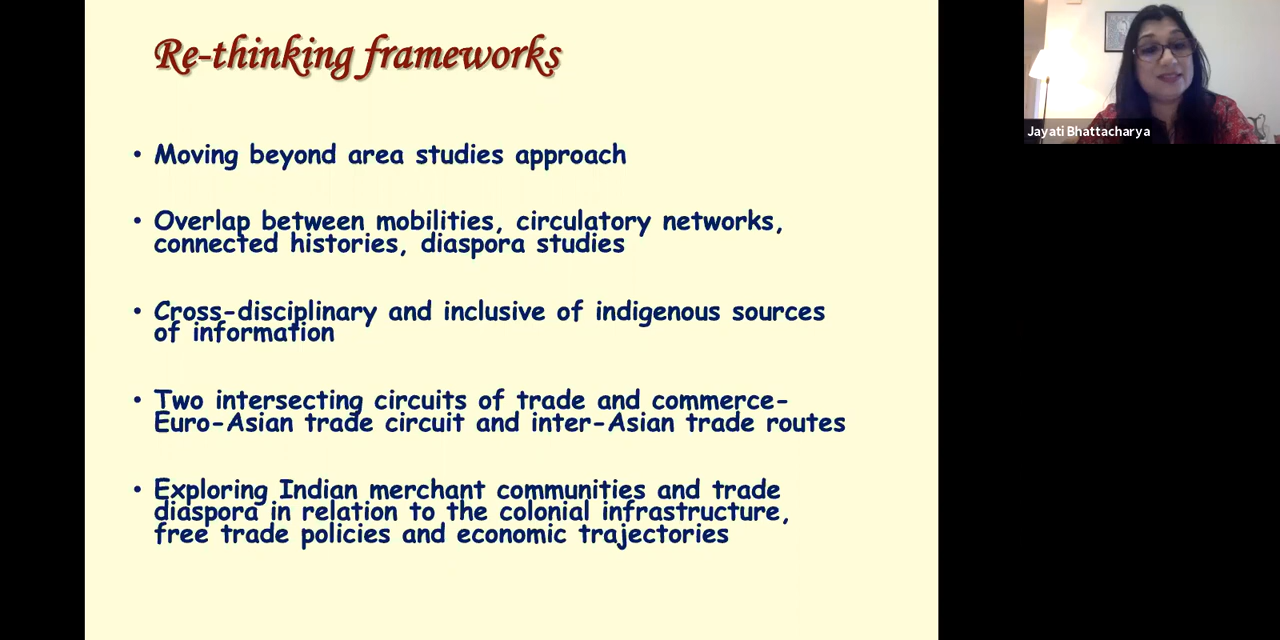 Re-thinking frameworks
• Moving beyond area studies approach
• Overlap between mobilities, circulatory networks,
connected histories, diaspora studies
• Cross-disciplinary and inclusive of indigenous sources
of information
• Two intersecting circuits of trade and commerce-
Euro-Asian trade circuit and inter-Asian trade routes
• Exploring Indian merchant communities and trade
diaspora in relation to the colonial infrastructure,
free trade policies and economic trajectories
Jayati Bhattacharya